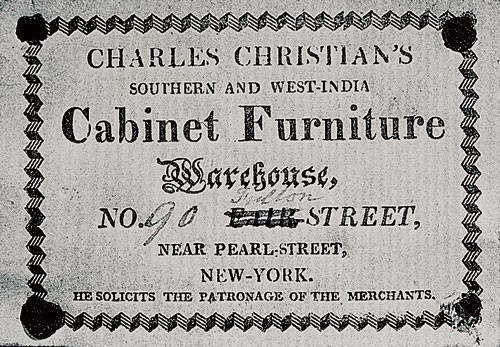 CHARLES CHRISTIAN'S
SOUTHERN AND WEST-INDIA
Cabinet Furniture
Warehouse,
Fulton
NO. 90 FAIR-STREET,
NEAR PEARL-STREET,
NEW-YORK.
HE SOLICITS THE PATRONAGE OF THE MERCHANTS.